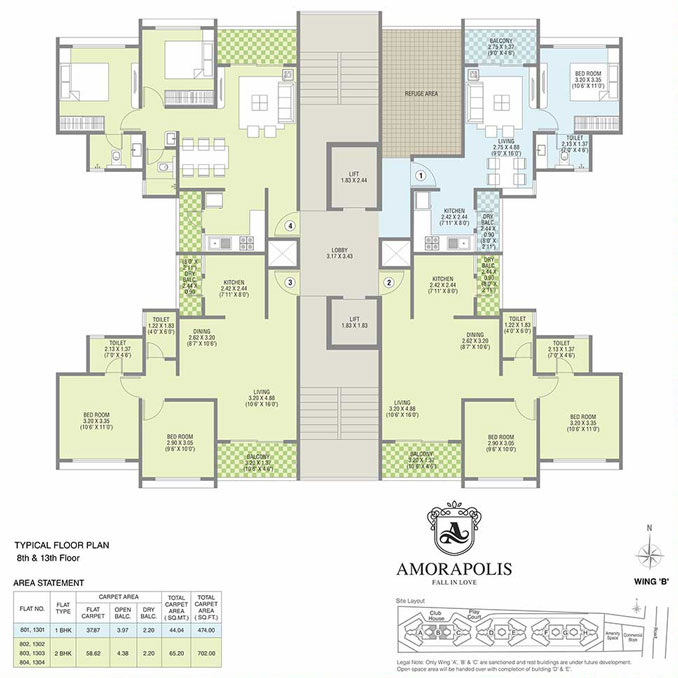 BALCONY
2.75 X 1.37
(9'0" X 4'6")
REFUGE AREA
BED ROOM
3.20 X 3.35
(10'6" X 11'0")
TOILET
2.13 X 1.37
(7'0" X 4'6")
LIVING
2.75 X 4.88
(9'0" X 16'0")
LIFT
1.83 X 2.44
1
KITCHEN
2.42 X 2.44
(7'11" X 8'0")
DRY
BALC.
2.44
X
0.90
(8'0"
X
2'11")
4
LOBBY
3.17 X 3.43
(8'0" X
2'11")
DRY
BALC.
2.44 X
0.90
KITCHEN
2.42 X 2.44
(7'11" X 8'0")
3
2
KITCHEN
2.42 X 2.44
(7'11" X 8'0")
DRY
BALC.
2.44 X
0.90
(8'0" X
2'11")
TOILET
1.22 X 1.83
(4'0" X 6'0")
DINING
2.62 X 3.20
(8'7" X 10'6")
LIFT
1.83 X 1.83
DINING
2.62 X 3.20
(8'7" X 10'6")
TOILET
1.22 X 1.83
(4'0" X 6'0")
TOILET
2.13 X 1.37
(7'0" X 4'6")
TOILET
2.13 X 1.37
(7'0" X 4'6")
LIVING
3.20 X 4.88
(10'6" X 16'0")
LIVING
3.20 X 4.88
(10'6" X 16'0")
BED ROOM
3.20 X 3.35
(10'6" X 11'0")
BED ROOM
2.90 X 3.05
(9'6" X 10'0")
BALCONY
3.20 X 1.37
(10'6" X 4'6")
BALCONY
3.20 X 1.37
(10'6" X 4'6")
BED ROOM
2.90 X 3.05
(9'6" X 10'0")
BED ROOM
3.20 X 3.35
(10'6" X 11'0")
TYPICAL FLOOR PLAN
8th & 13th Floor
A
AMORAPOLIS
FALL IN LOVE
N
WING 'B'
AREA STATEMENT
FLAT NO.
FLAT TYPE
CARPET AREA
FLAT CARPET
OPEN BALC.
DRY BALC.
TOTAL CARPET AREA (SQ.MT.)
TOTAL CARPET AREA (SQ.FT.)
801, 1301 1 BHK 37.87 3.97 2.20 44.04 474.00
802, 1302
803, 1303 2 BHK 58.62 4.38 2.20 65.20 702.00
804, 1304
Site Layout
Club House
Play Court
A B C D E F G H
Amenity Space
Commercial Block
Road
Legal Note: Only Wing 'A', 'B' & 'C' are sanctioned and rest buildings are under future development.
Open space area will be handed over with completion of building 'D' & 'E'.